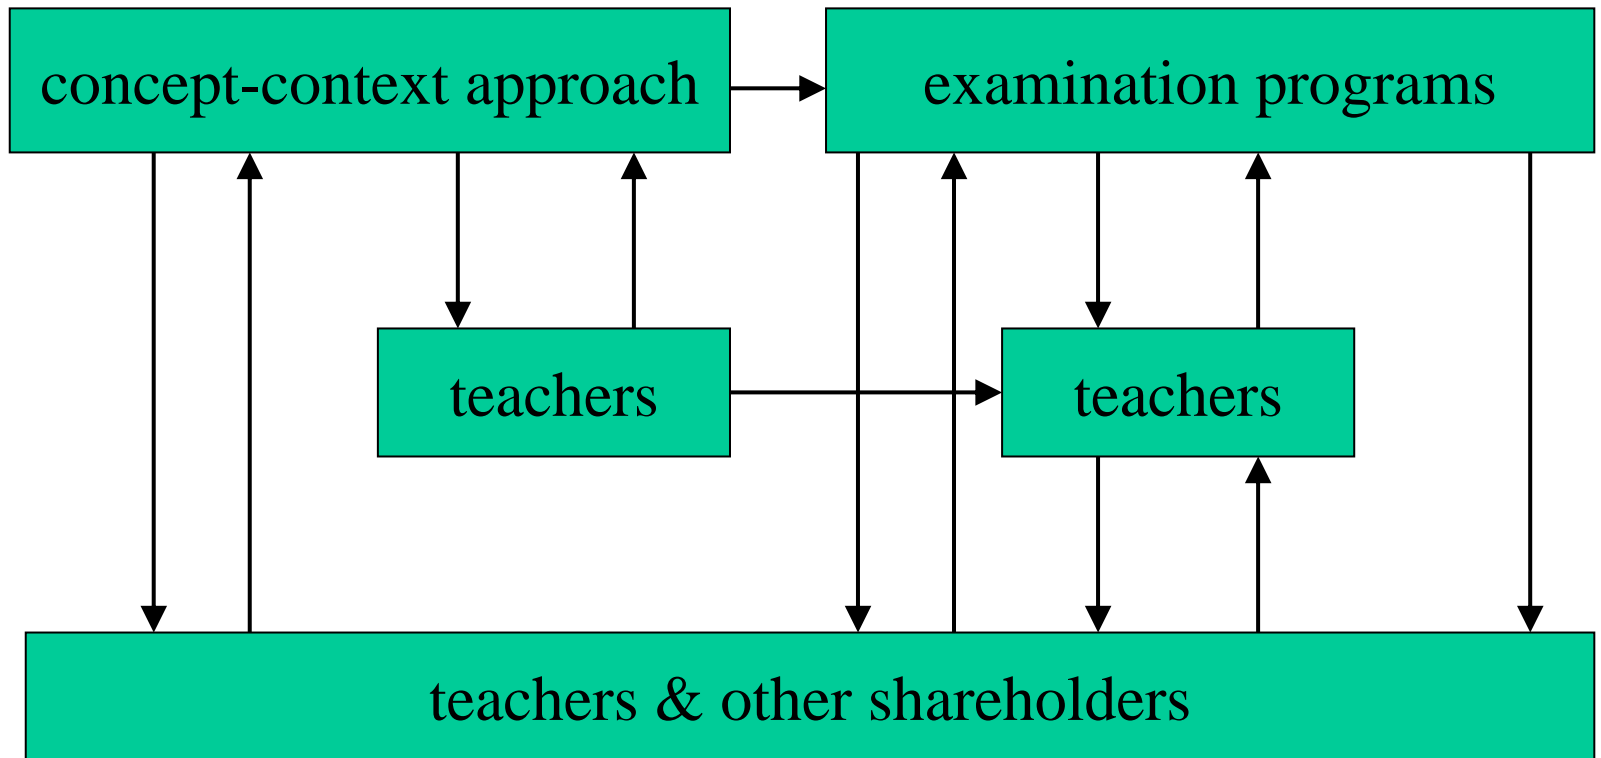 concept-context approach
examination programs
teachers
teachers
teachers & other shareholders